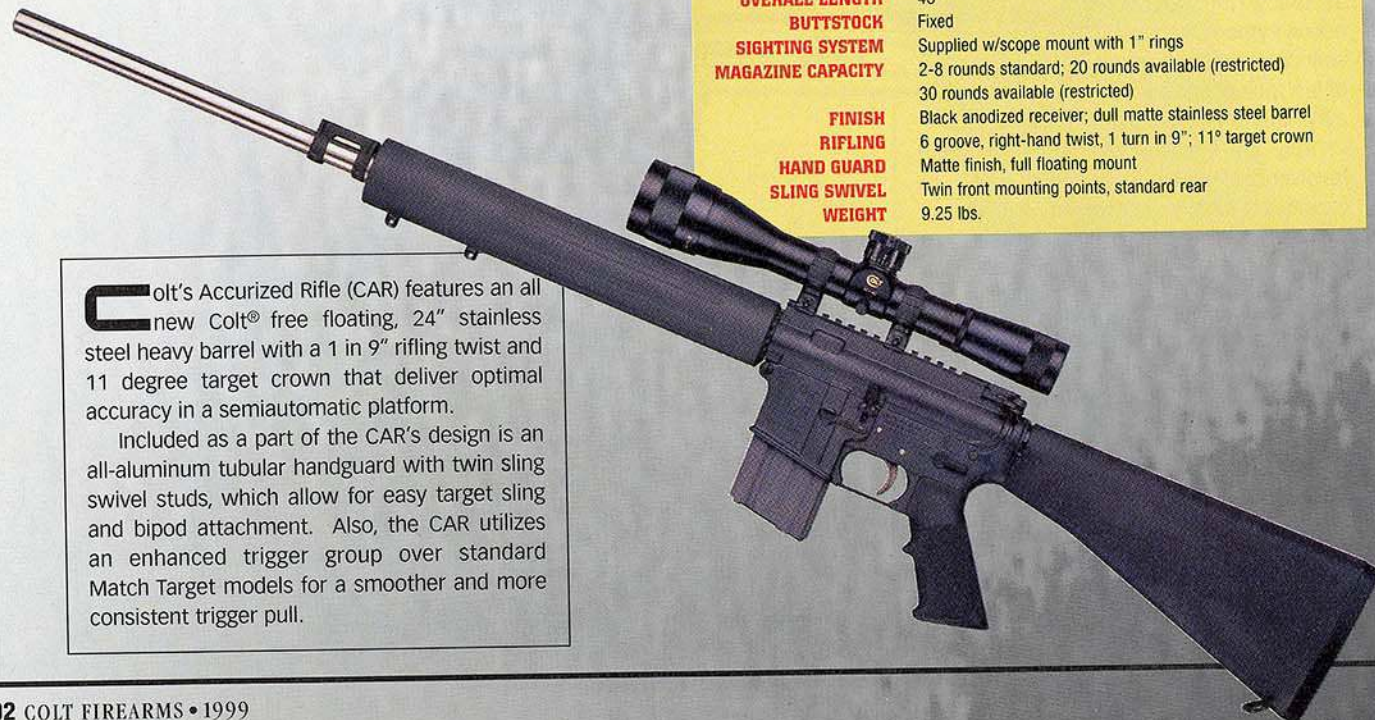 OVERALL LENGTH 40"
BUTTSTOCK Fixed
SIGHTING SYSTEM Supplied w/scope mount with 1" rings
MAGAZINE CAPACITY 2-8 rounds standard; 20 rounds available (restricted)
30 rounds available (restricted)
FINISH Black anodized receiver; dull matte stainless steel barrel
RIFLING 6 groove, right-hand twist, 1 turn in 9"; 11º target crown
HAND GUARD Matte finish, full floating mount
SLING SWIVEL Twin front mounting points, standard rear
WEIGHT 9.25 lbs.
Colt's Accurized Rifle (CAR) features an all
new Colt® free floating, 24" stainless
steel heavy barrel with a 1 in 9" rifling twist and
11 degree target crown that deliver optimal
accuracy in a semiautomatic platform.
Included as a part of the CAR's design is an
all-aluminum tubular handguard with twin sling
swivel studs, which allow for easy target sling
and bipod attachment. Also, the CAR utilizes
an enhanced trigger group over standard
Match Target models for a smoother and more
consistent trigger pull.
COLT FIREARMS • 1999